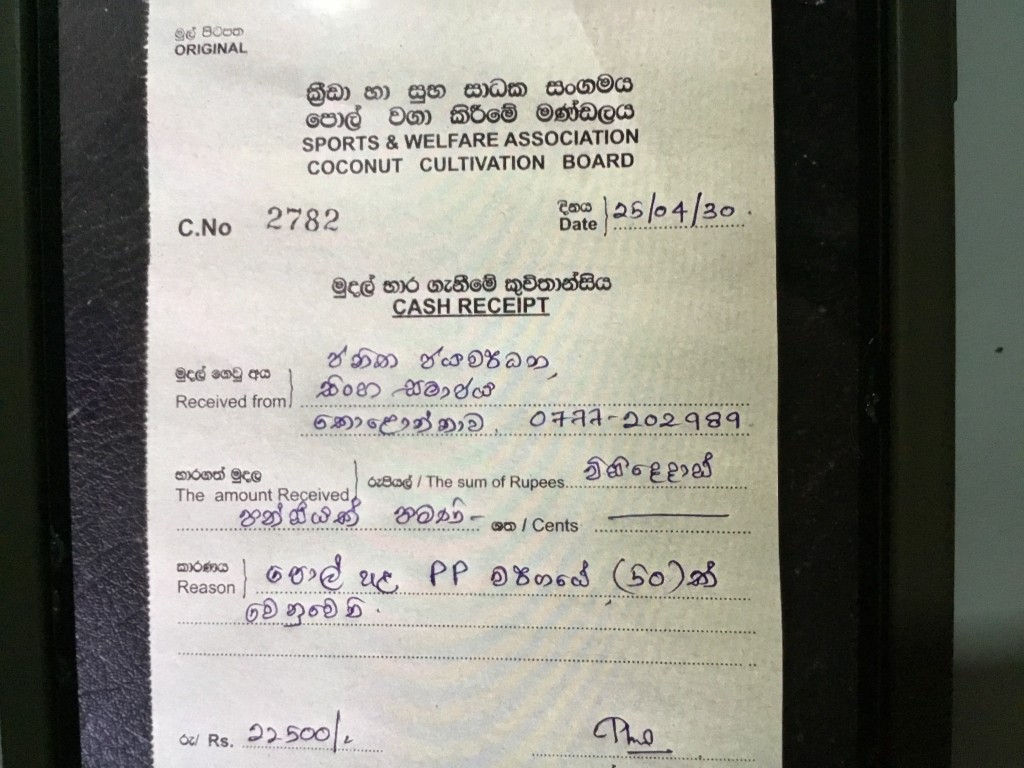 මුල් පිටපත
ORIGINAL
ක්‍රීඩා හා සුභ සාධක සංගමය
පොල් වගා කිරීමේ මණ්ඩලය
SPORTS & WELFARE ASSOCIATION
COCONUT CULTIVATION BOARD
C.No 2782
දිනය
Date 25/04/30.
මුදල් භාර ගැනීමේ කුවිතාන්සිය
CASH RECEIPT
ජයවර්ධන,
මුදල් ගෙවූ අය
Received from සිංහ සමාජය
කොළොන්නාව. 0777-202989
භාරගත් මුදල
The amount Received රුපියල් / The sum of Rupees විසිදෙදාස්
පන්සීයක් පමණි - ශත / Cents
කාරණය
Reason පොල් පැළ PP වර්ගයේ (50)ක්
වෙනුවෙනි.
රු/ Rs. 22500/-